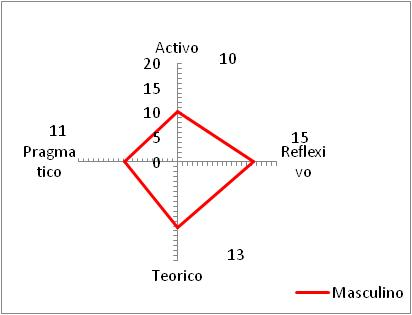 Activo
10
20
15
10
5
0
11
Pragma
tico
15
Reflexi
vo
13
Teorico
Masculino